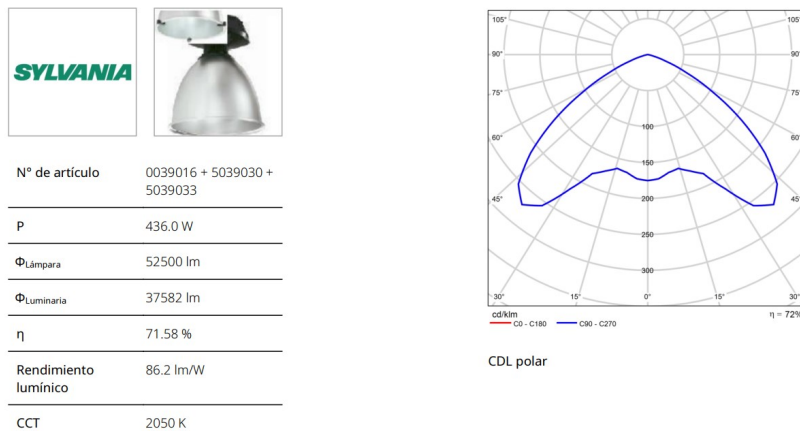 SYLVANIA
N° de artículo 0039016 + 5039030 +
5039033
P 436.0 W
ΦLámpara 52500 lm
ΦLuminaria 37582 lm
η 71.58 %
Rendimiento 86.2 lm/W
lumínico
CCT 2050 K
105° 105°
90° 90°
75° 75°
60° 60°
100
150
45° 200 45°
250
300
30° 15° 0° 15° 30°
cd/klm η = 72%
C0 - C180 C90 - C270
CDL polar